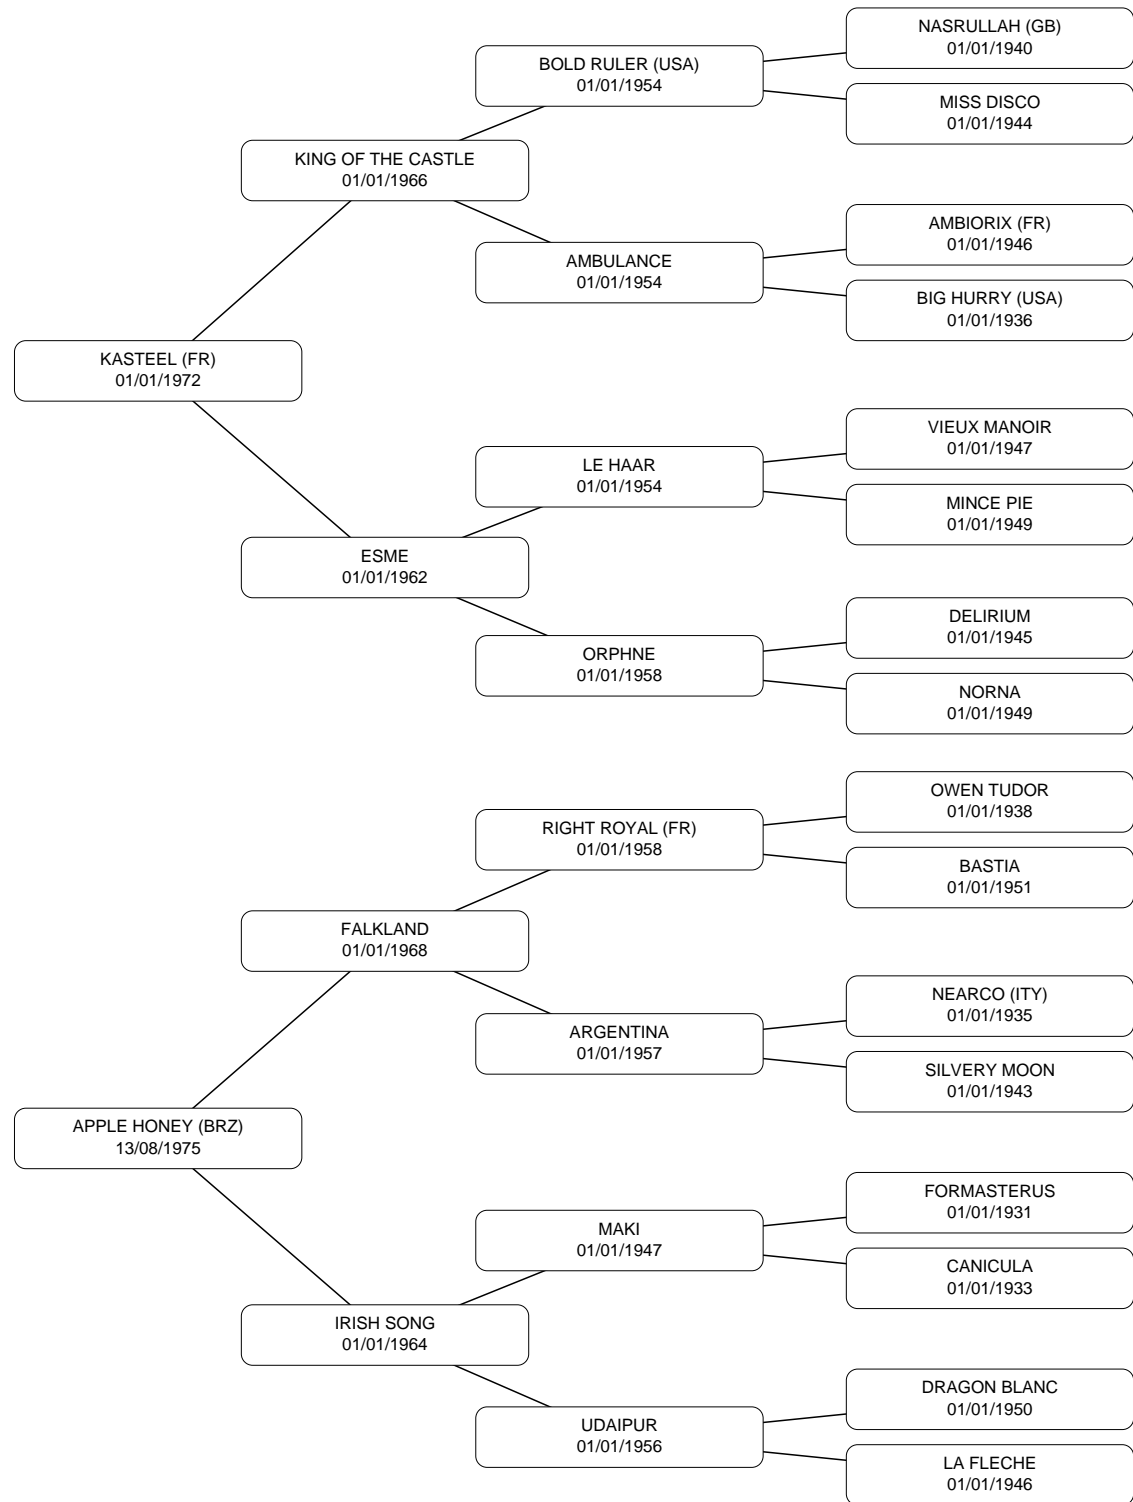 NASRULLAH (GB)
01/01/1940
BOLD RULER (USA)
01/01/1954
MISS DISCO
01/01/1944
KING OF THE CASTLE
01/01/1966
AMBIORIX (FR)
01/01/1946
AMBULANCE
01/01/1954
BIG HURRY (USA)
01/01/1936
KASTEEL (FR)
01/01/1972
VIEUX MANOIR
01/01/1947
LE HAAR
01/01/1954
MINCE PIE
01/01/1949
ESME
01/01/1962
DELIRIUM
01/01/1945
ORPHNE
01/01/1958
NORNA
01/01/1949
OWEN TUDOR
01/01/1938
RIGHT ROYAL (FR)
01/01/1958
BASTIA
01/01/1951
FALKLAND
01/01/1968
NEARCO (ITY)
01/01/1935
ARGENTINA
01/01/1957
SILVERY MOON
01/01/1943
APPLE HONEY (BRZ)
13/08/1975
FORMASTERUS
01/01/1931
MAKI
01/01/1947
CANICULA
01/01/1933
IRISH SONG
01/01/1964
DRAGON BLANC
01/01/1950
UDAIPUR
01/01/1956
LA FLECHE
01/01/1946